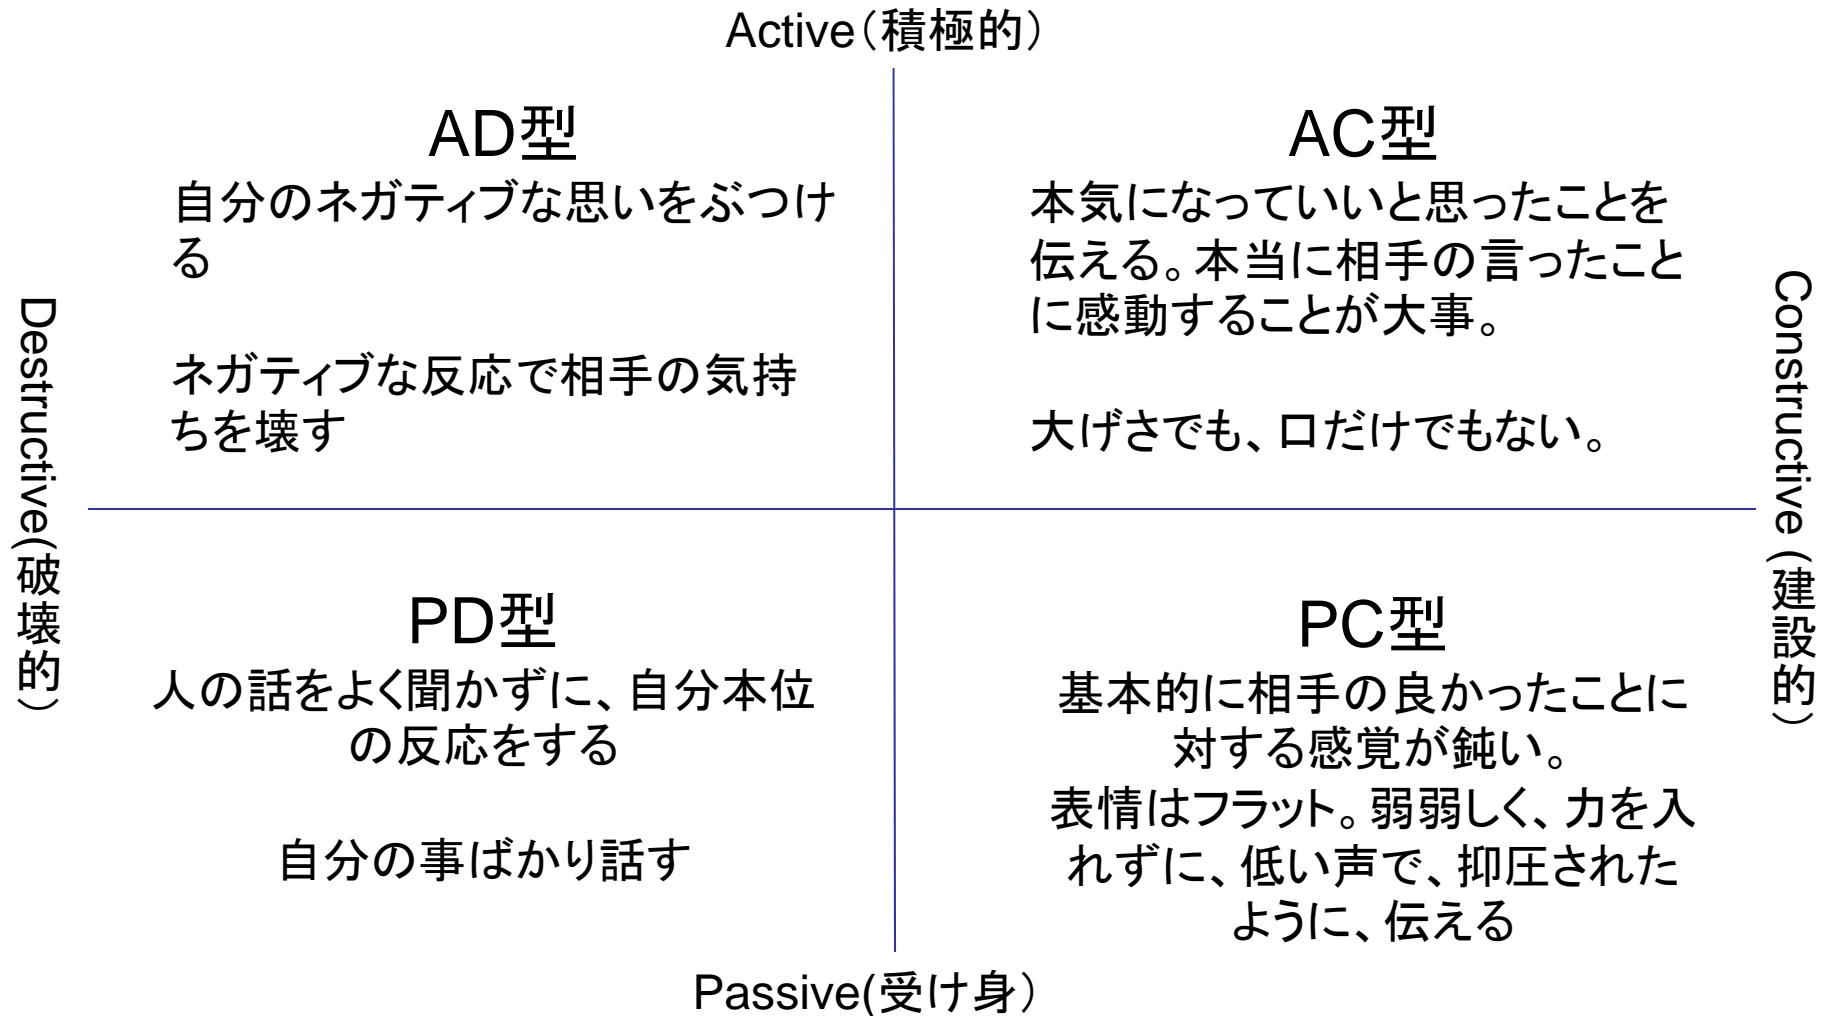 Active（積極的）
AD型
自分のネガティブな思いをぶつけ
る
ネガティブな反応で相手の気持
ちを壊す
AC型
本気になっていいと思ったことを
伝える。本当に相手の言ったこと
に感動することが大事。
大げさでも、口だけでもない。
Destructive(破壊的）
Constructive (建設的）
PD型
人の話をよく聞かずに、自分本位
の反応をする
自分の事ばかり話す
PC型
基本的に相手の良かったことに
対する感覚が鈍い。
表情はフラット。弱弱しく、力を入
れずに、低い声で、抑圧された
ように、伝える
Passive(受け身）